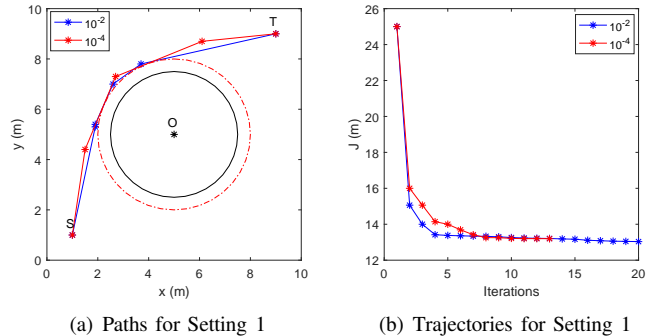 10
10-2
10-4
T
8
6
O
y (m)
4
2
S
0
0 2 4 6 8 10
x (m)
(a) Paths for Setting 1
26
10-2
10-4
24
22
20
J (m)
18
16
14
12
0 5 10 15 20
Iterations
(b) Trajectories for Setting 1